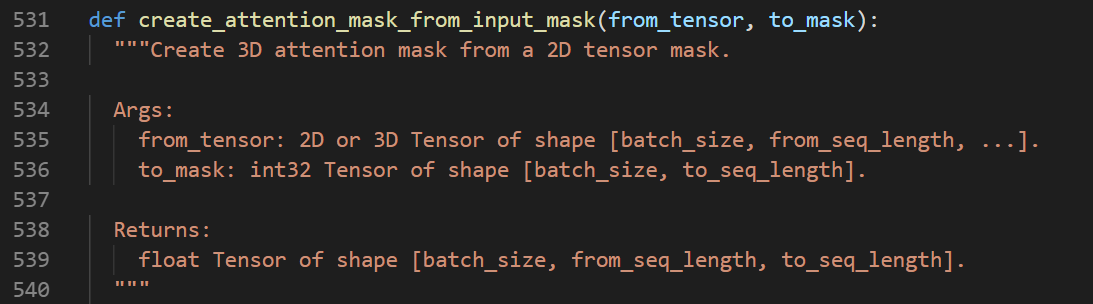 531 def create_attention_mask_from_input_mask(from_tensor, to_mask):
532 """Create 3D attention mask from a 2D tensor mask.
533
534 Args:
535 from_tensor: 2D or 3D Tensor of shape [batch_size, from_seq_length, ...].
536 to_mask: int32 Tensor of shape [batch_size, to_seq_length].
537
538 Returns:
539 float Tensor of shape [batch_size, from_seq_length, to_seq_length].
540 """